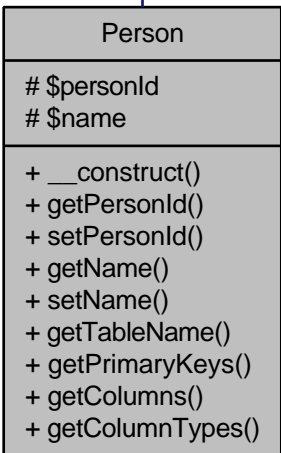 Person
# $personId
# $name
+ __construct()
+ getPersonId()
+ setPersonId()
+ getName()
+ setName()
+ getTableName()
+ getPrimaryKeys()
+ getColumns()
+ getColumnTypes()